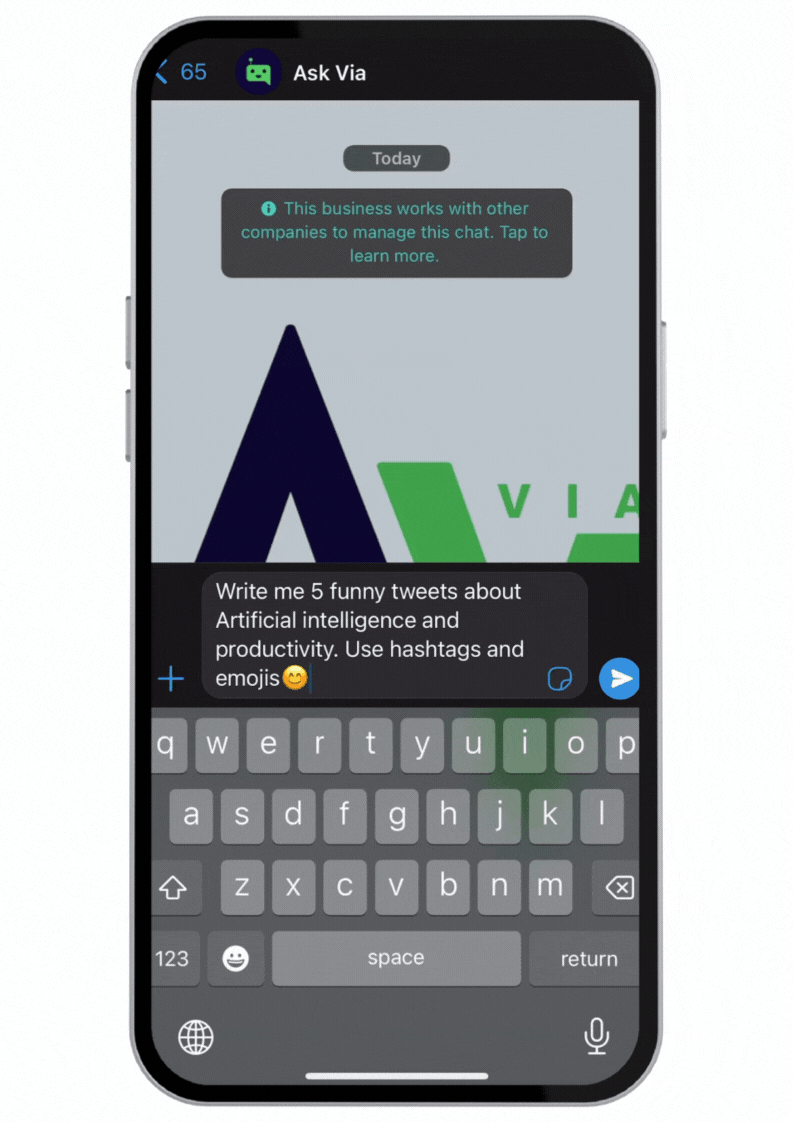 65
Ask Via
Today
This business works with other
companies to manage this chat. Tap to
learn more.
VIA
Write me 5 funny tweets about
Artificial intelligence and
productivity. Use hashtags and
emojis😊
q w e r t y u i o p
a s d f g h j k l
z x c v b n m
123 space return